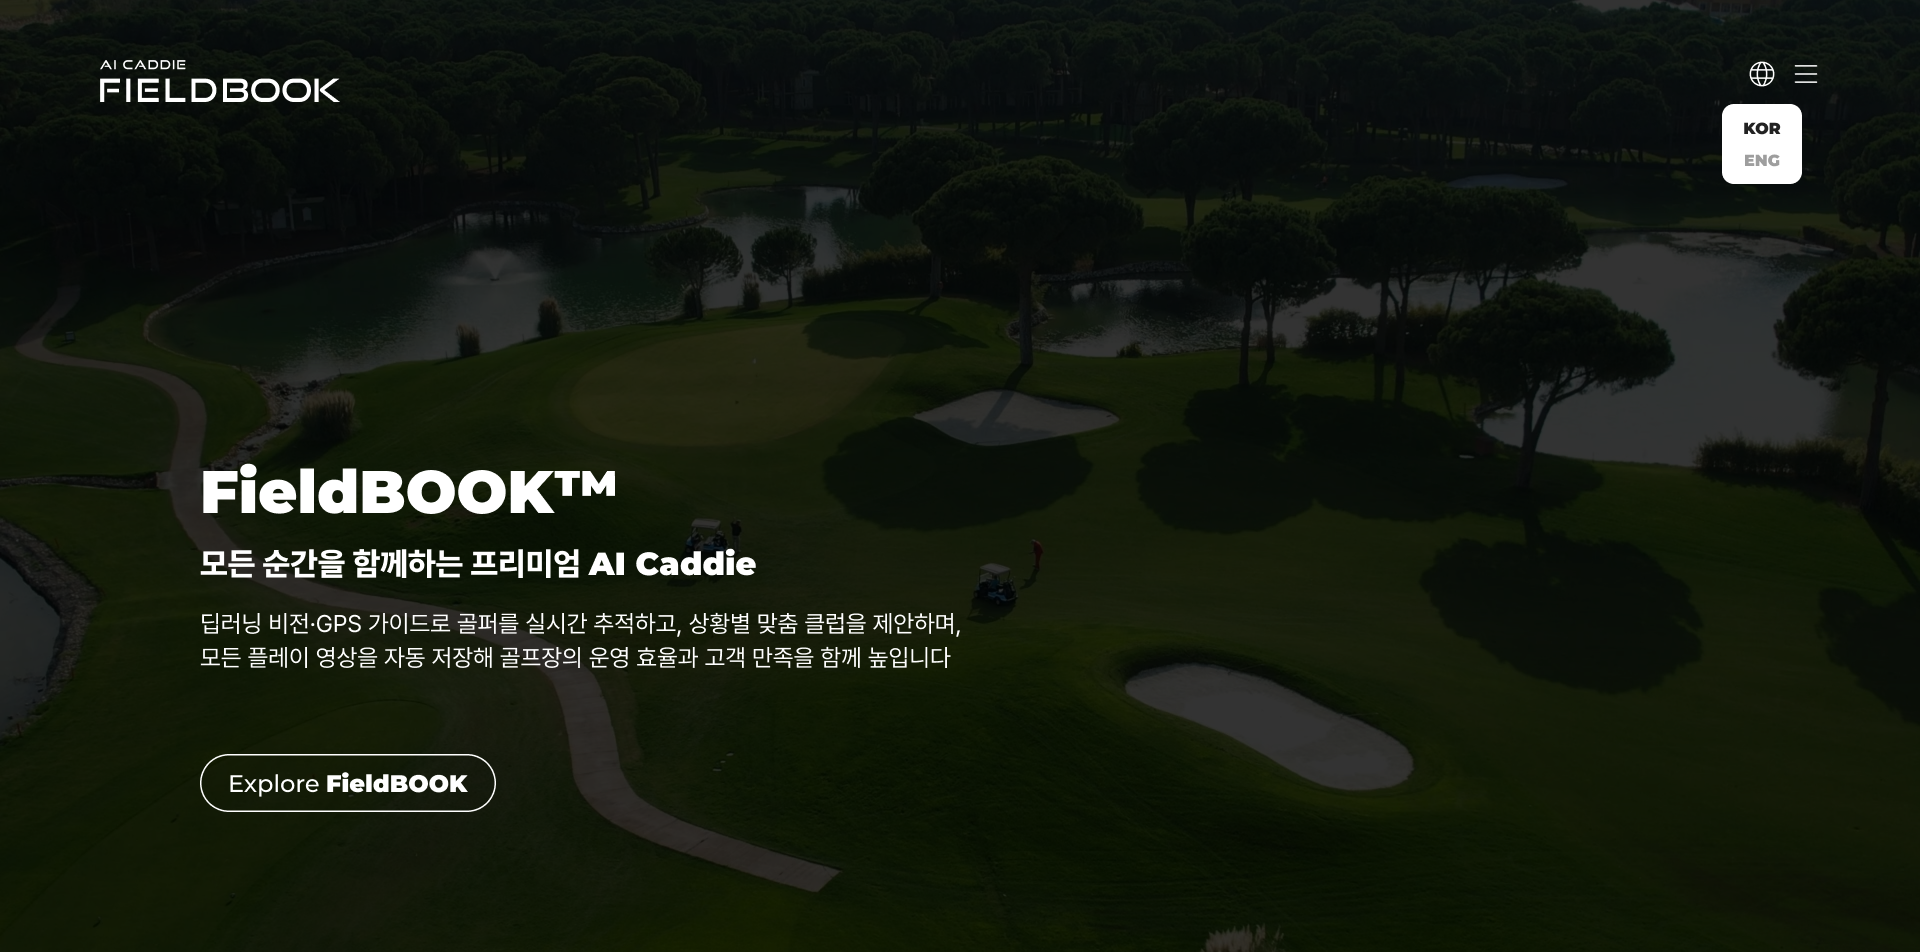 AI CADDIE
FIELDBOOK
KOR
ENG
FieldBOOK™
모든 순간을 함께하는 프리미엄 AI Caddie
딥러닝 비전·GPS 가이드로 골퍼를 실시간 추적하고, 상황별 맞춤 클럽을 제안하며,
모든 플레이 영상을 자동 저장해 골프장의 운영 효율과 고객 만족을 함께 높입니다
Explore FieldBOOK